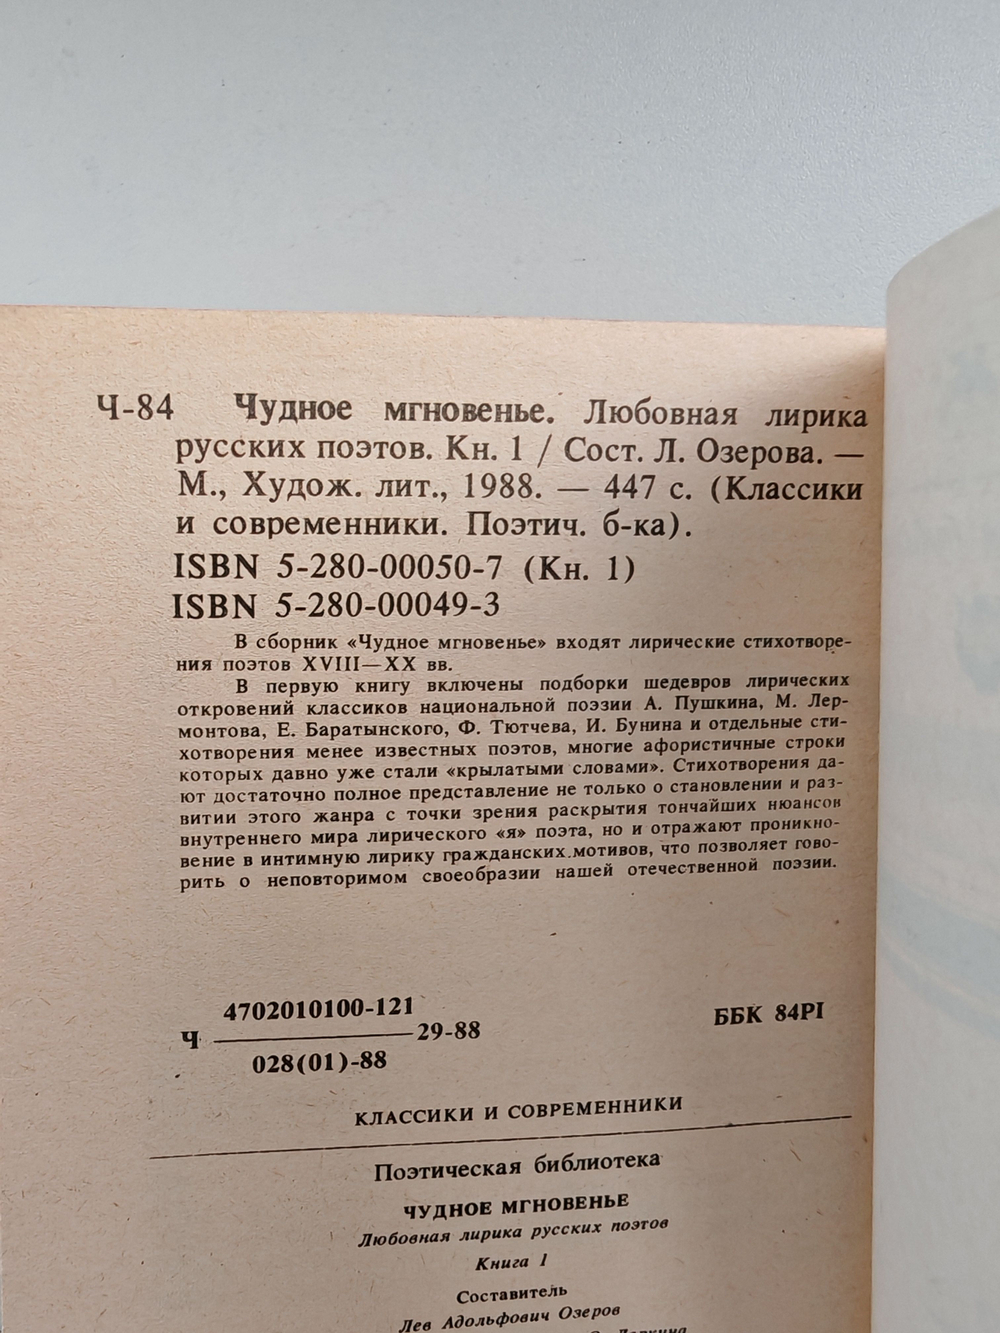 Ч-84 Чудное мгновенье. Любовная лирика
русских поэтов. Кн. 1 / Сост. Л. Озерова. —
М., Худож. лит., 1988. — 447 с. (Классики
и современники. Поэтич. б-ка).
ISBN 5-280-00050-7 (Кн. 1)
ISBN 5-280-00049-3
В сборник «Чудное мгновенье» входят лирические стихотворе-
ния поэтов XVIII—XX вв.
В первую книгу включены подборки шедевров лирических
откровений классиков национальной поэзии А. Пушкина, М. Лер-
монтова, Е. Баратынского, Ф. Тютчева, И. Бунина и отдельные сти-
хотворения менее известных поэтов, многие афористичные строки
которых давно уже стали «крылатыми словами». Стихотворения да-
ют достаточно полное представление не только о становлении и раз-
витии этого жанра с точки зрения раскрытия тончайших нюансов
внутреннего мира лирического «я» поэта, но и отражают проникно-
вение в интимную лирику гражданских мотивов, что позволяет гово-
рить о неповторимом своеобразии нашей отечественной поэзии.
4702010100-121
Ч 29-88
028(01)-88
ББК 84РI
КЛАССИКИ И СОВРЕМЕННИКИ
Поэтическая библиотека
ЧУДНОЕ МГНОВЕНЬЕ
Любовная лирика русских поэтов
Книга 1
Составитель
Лев Адольфович Озеров